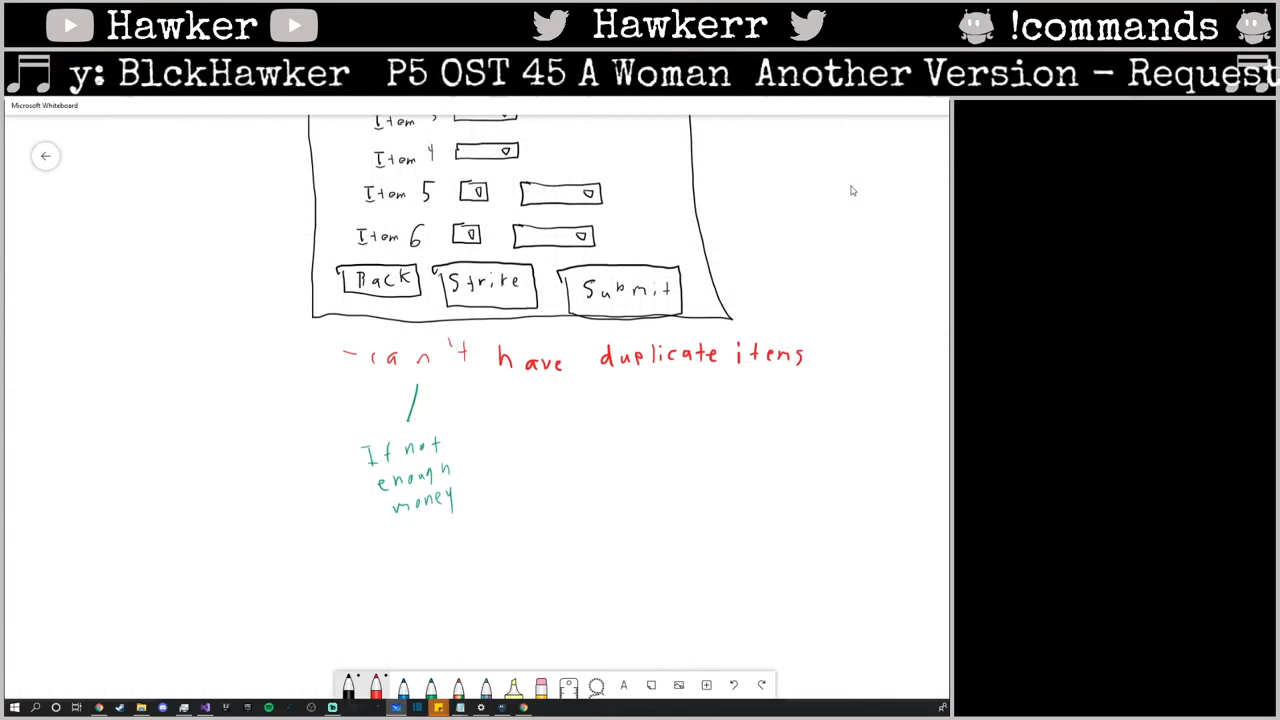 Hawker
Hawkerr
!commands
y: BlckHawker P5 OST 45 A Woman Another Version - Request
Microsoft Whiteboard
Item
Item 4
Item 5
Item 6
Back
Strike
Submit
- can't have duplicate items
If not
enough
money
A